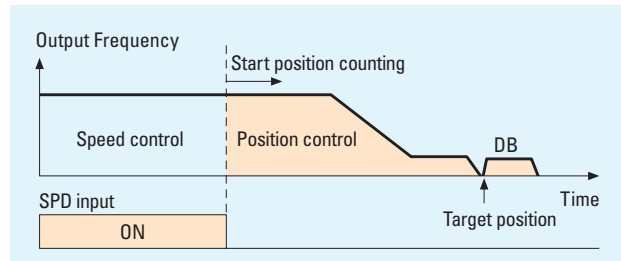 Output Frequency
Start position counting
Speed control
Position control
DB
Time
SPD input
Target position
ON